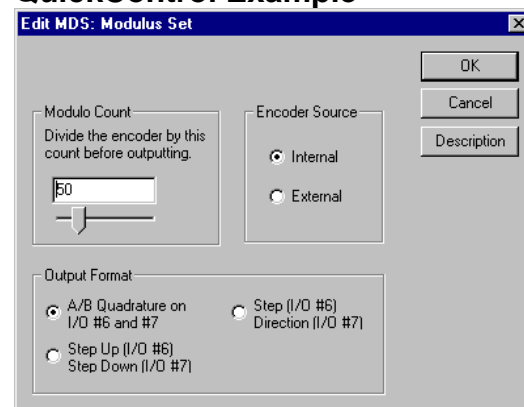 QuickControl Example
Edit MDS: Modulus Set
OK
Cancel
Description
Modulo Count
Divide the encoder by this
count before outputting.
50
Encoder Source
Internal
External
Output Format
A/B Quadrature on
I/O #6 and #7
Step Up (I/O #6)
Step Down (I/O #7)
Step (I/O #6)
Direction (I/O #7)